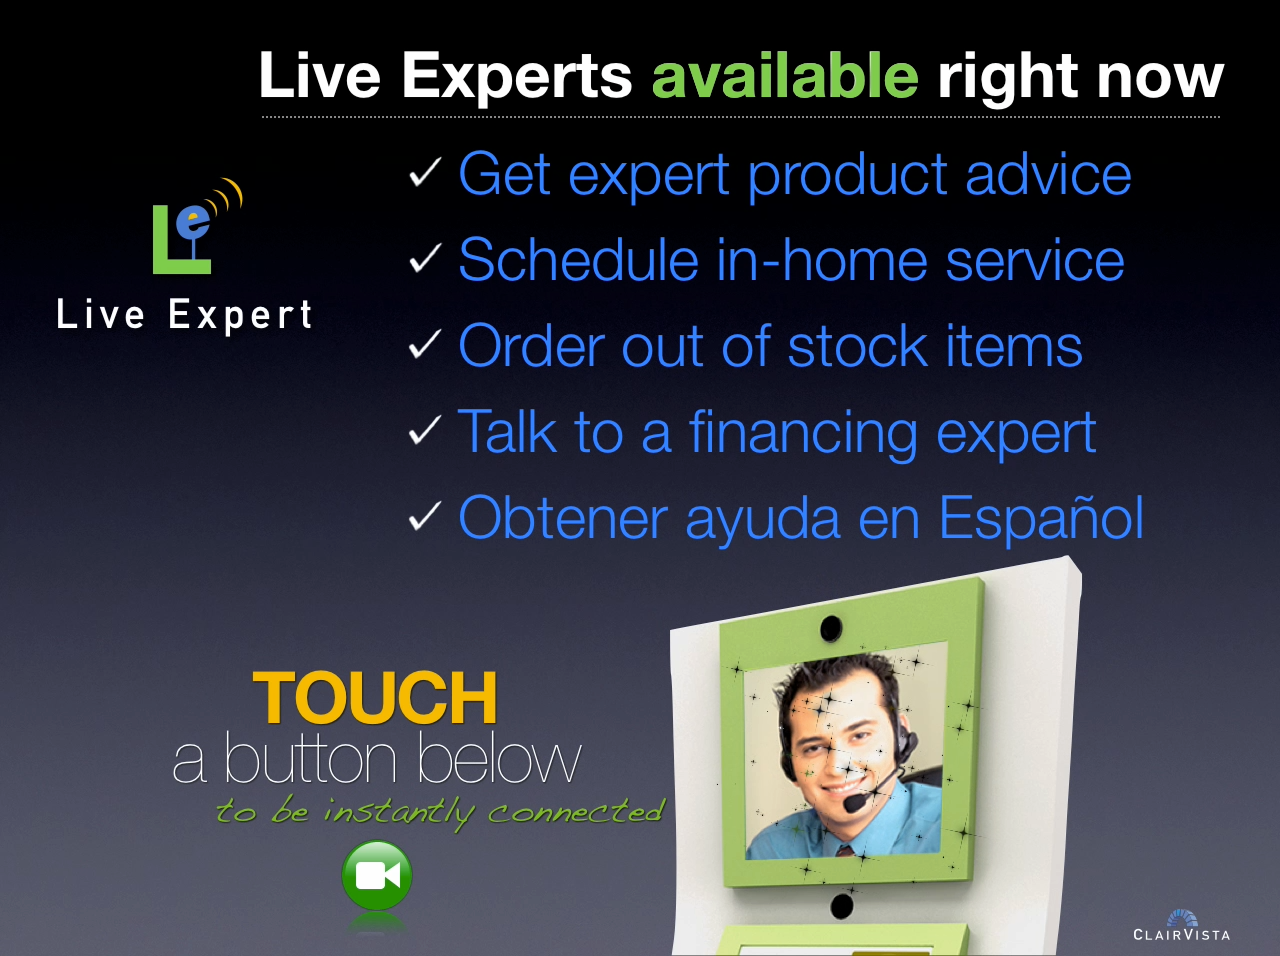 Live Experts available right now
Get expert product advice
Schedule in-home service
Order out of stock items
Talk to a financing expert
Obtener ayuda en Español
Le
Live Expert
TOUCH
a button below
to be instantly connected
CLAIRVISTA